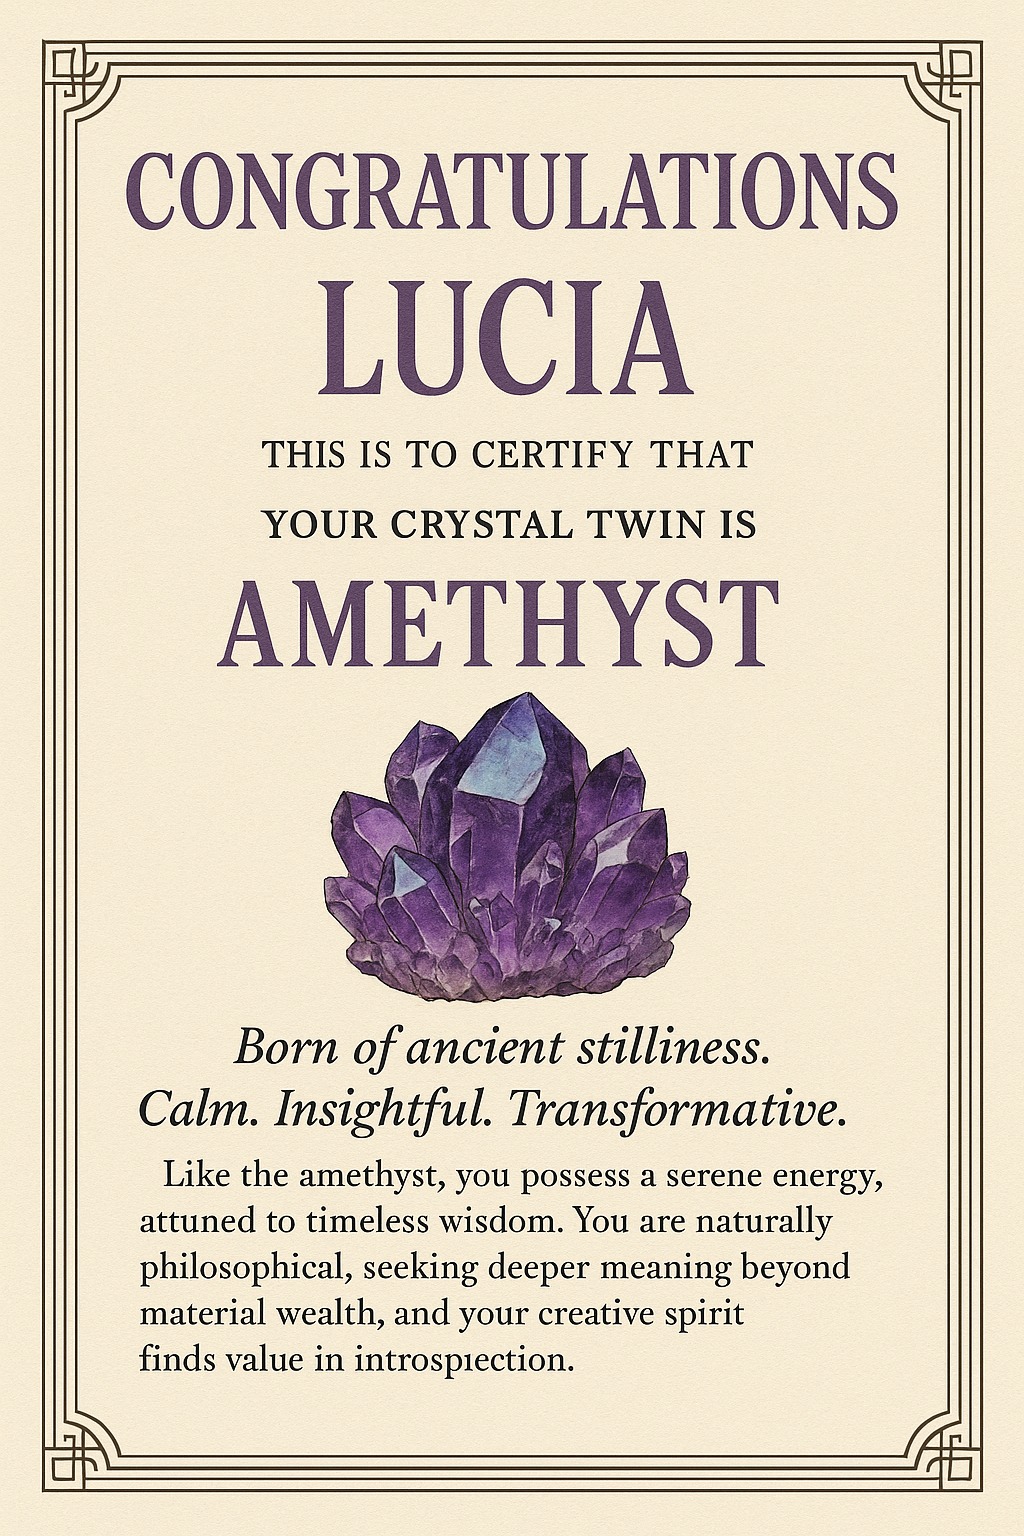 CONGRATULATIONS
LUCIA
THIS IS TO CERTIFY THAT
YOUR CRYSTAL TWIN IS
AMETHYST
Born of ancient stilliness.
Calm. Insightful. Transformative.
Like the amethyst, you possess a serene energy,
attuned to timeless wisdom. You are naturally
philosophical, seeking deeper meaning beyond
material wealth, and your creative spirit
finds value in introspıection.